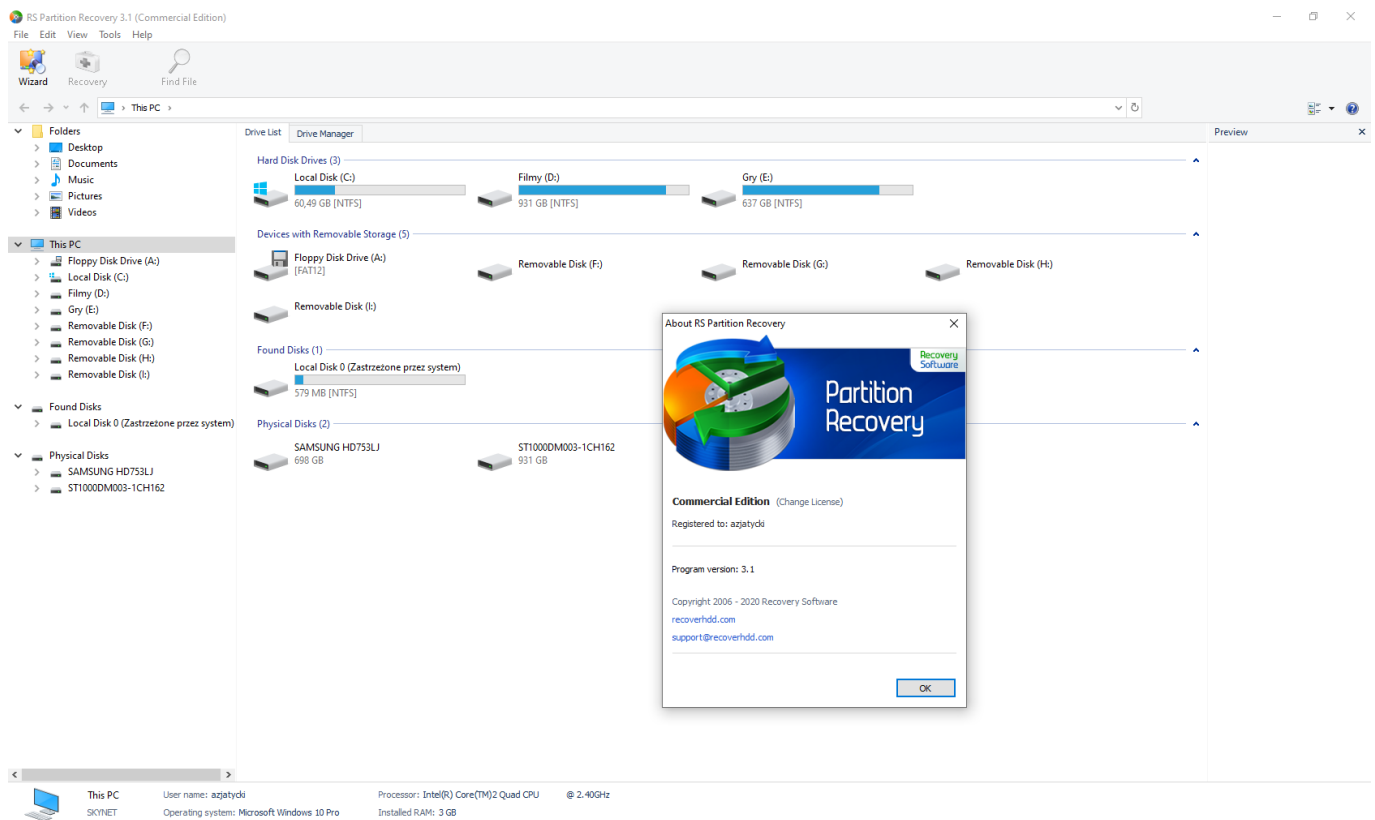 RS Partition Recovery 3.1 (Commercial Edition)
File Edit View Tools Help
Wizard Recovery Find File
This PC
Folders
Desktop
Documents
Music
Pictures
Videos
This PC
Floppy Disk Drive (A:)
Local Disk (C:)
Filmy (D:)
Gry (E:)
Removable Disk (F:)
Removable Disk (G:)
Removable Disk (H:)
Removable Disk (I:)
Found Disks
Local Disk 0 (Zastrzeżone przez system)
Physical Disks
SAMSUNG HD753LJ
ST1000DM003-1CH162
Drive List Drive Manager
Hard Disk Drives (3)
Local Disk (C:)
60,49 GB [NTFS]
Filmy (D:)
931 GB [NTFS]
Gry (E:)
637 GB [NTFS]
Devices with Removable Storage (5)
Floppy Disk Drive (A:)
[FAT12]
Removable Disk (F:)
Removable Disk (G:)
Removable Disk (H:)
Removable Disk (I:)
Found Disks (1)
Local Disk 0 (Zastrzeżone przez system)
579 MB [NTFS]
Physical Disks (2)
SAMSUNG HD753LJ
698 GB
ST1000DM003-1CH162
931 GB
Preview
About RS Partition Recovery
Recovery
Software
Partition
Recovery
Commercial Edition (Change License)
Registered to: azjatycki
Program version: 3.1
Copyright 2006 - 2020 Recovery Software
recoverhdd.com
support@recoverhdd.com
OK
This PC
SKYNET
User name: azjatycki
Operating system: Microsoft Windows 10 Pro
Processor: Intel(R) Core(TM)2 Quad CPU @ 2.40GHz
Installed RAM: 3 GB